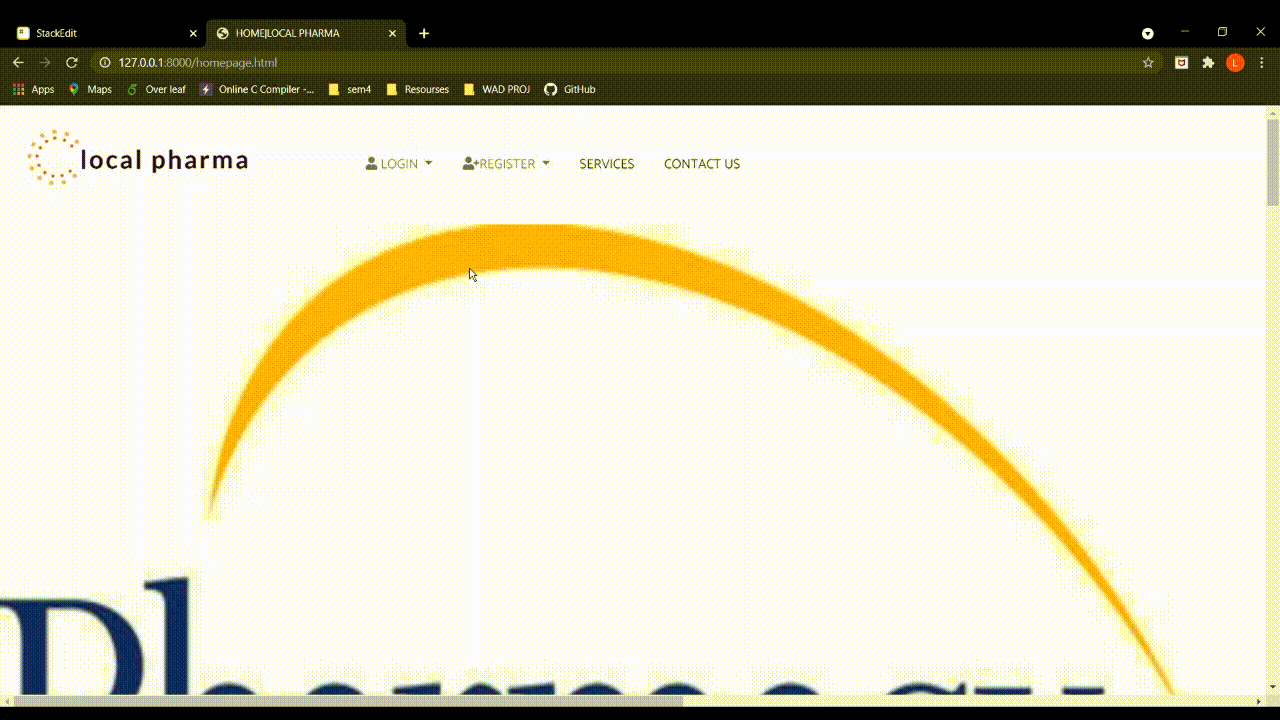 StackEdit
HOME|LOCAL PHARMA
127.0.0.1:8000/homepage.html
L
Apps
Maps
Over leaf
Online C Compiler -...
sem4
Resourses
WAD PROJ
GitHub
local pharma
LOGIN
REGISTER
SERVICES
CONTACT US
Pharmacy